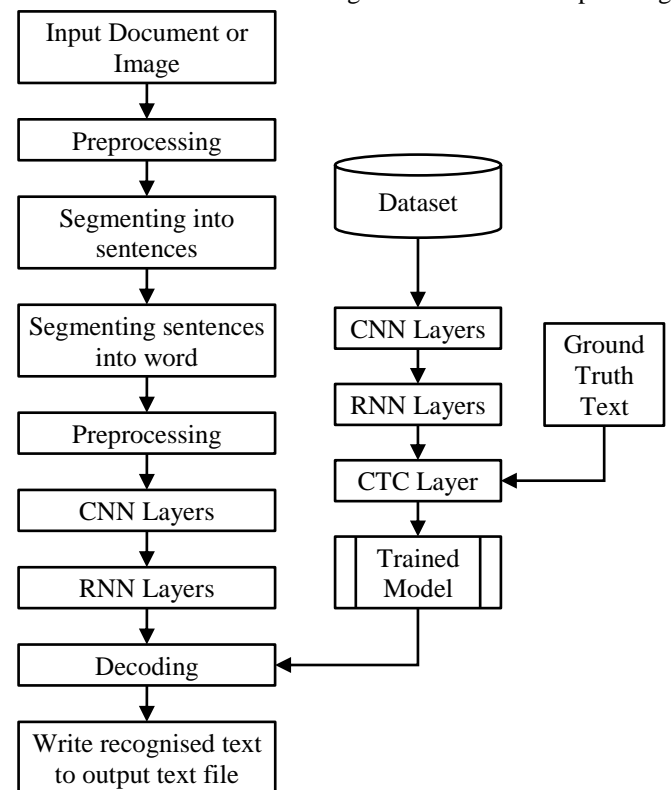 Input Document or
Image
Preprocessing
Segmenting into
sentences
Segmenting sentences
into word
Preprocessing
CNN Layers
RNN Layers
Decoding
Write recognised text
to output text file
Dataset
CNN Layers
RNN Layers
CTC Layer
Trained
Model
Ground
Truth
Text